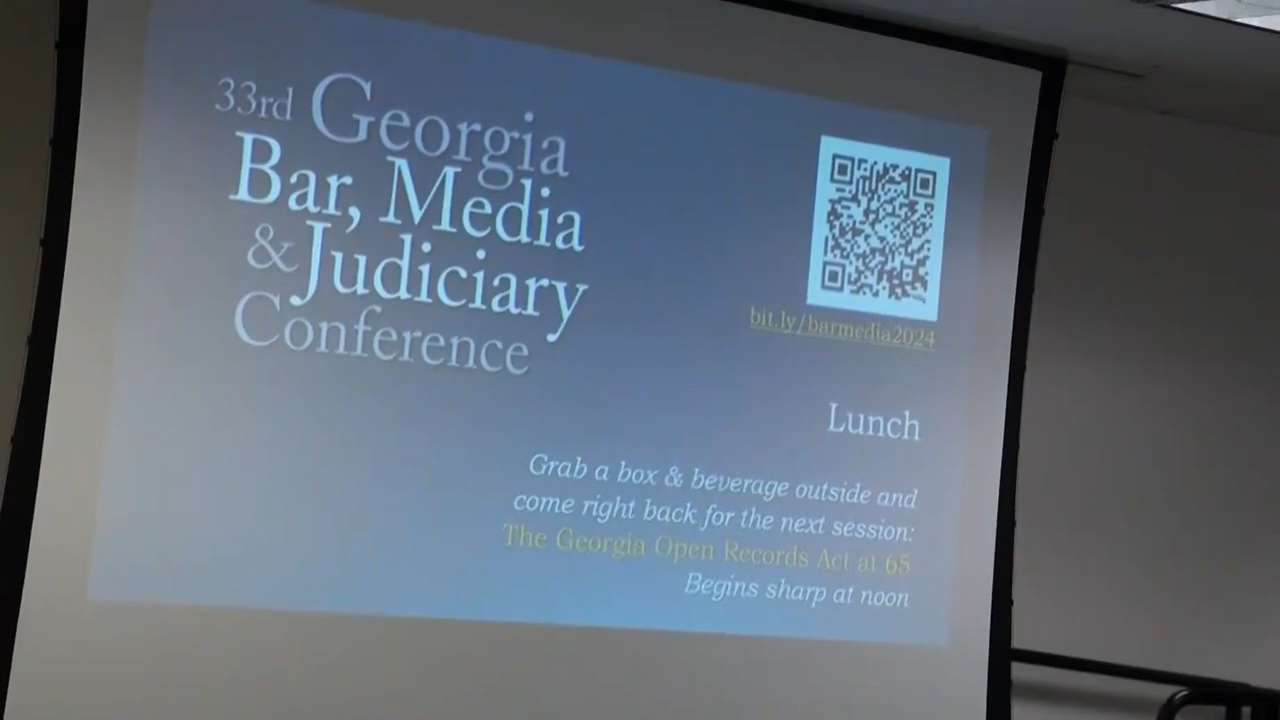 33rd Georgia
Bar, Media
& Judiciary
Conference
bit.ly/barmedia2024
Lunch
Grab a box & beverage outside and
come right back for the next session:
The Georgia Open Records Act at 65
Begins sharp at noon